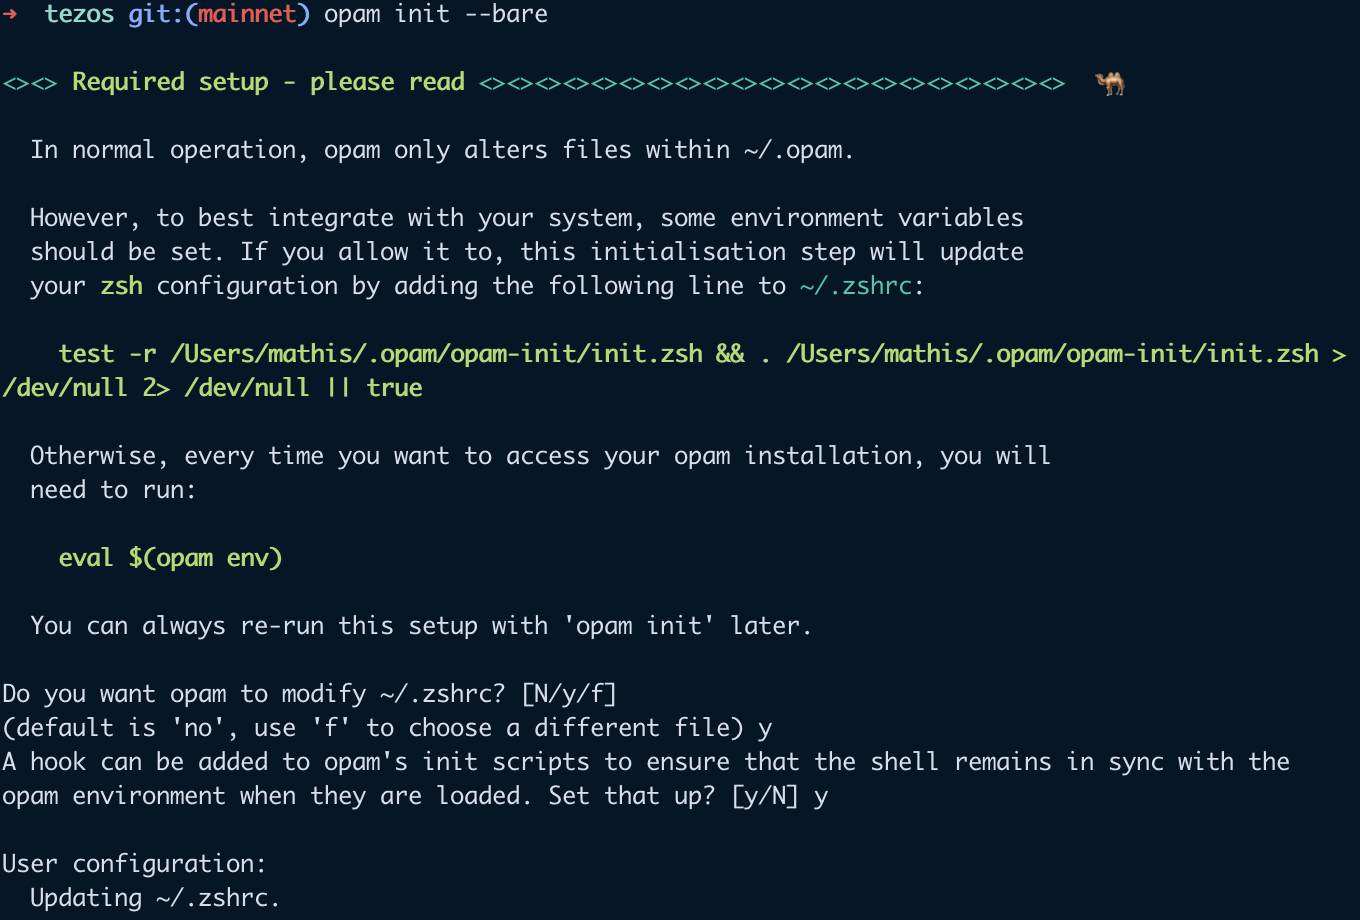 ➜  tezos git:(mainnet) opam init --bare
<><> Required setup - please read <><><><><><><><><><><><><><><><><><><><><>  🐫
In normal operation, opam only alters files within ~/.opam.
However, to best integrate with your system, some environment variables
should be set. If you allow it to, this initialisation step will update
your zsh configuration by adding the following line to ~/.zshrc:
test -r /Users/mathis/.opam/opam-init/init.zsh && . /Users/mathis/.opam/opam-init/init.zsh >
/dev/null 2> /dev/null || true
Otherwise, every time you want to access your opam installation, you will
need to run:
eval $(opam env)
You can always re-run this setup with 'opam init' later.
Do you want opam to modify ~/.zshrc? [N/y/f]
(default is 'no', use 'f' to choose a different file) y
A hook can be added to opam's init scripts to ensure that the shell remains in sync with the
opam environment when they are loaded. Set that up? [y/N] y
User configuration:
Updating ~/.zshrc.